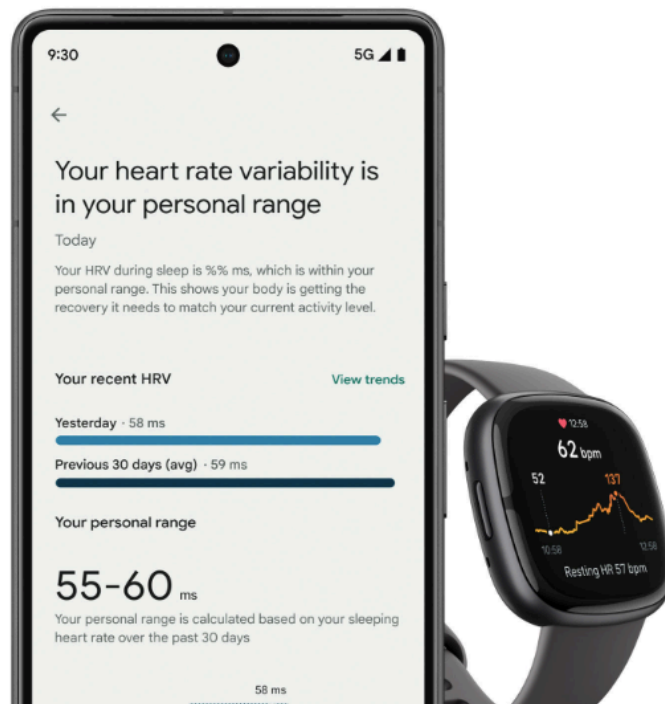 9:30
5G
Your heart rate variability is
in your personal range
Today
Your HRV during sleep is %% ms, which is within your
personal range. This shows your body is getting the
recovery it needs to match your current activity level.
Your recent HRV
View trends
Yesterday · 58 ms
Previous 30 days (avg) · 59 ms
Your personal range
55-60 ms
Your personal range is calculated based on your sleeping
heart rate over the past 30 days
58 ms
12:58
62 bpm
52
137
10:58
12:58
Resting HR 57 bpm